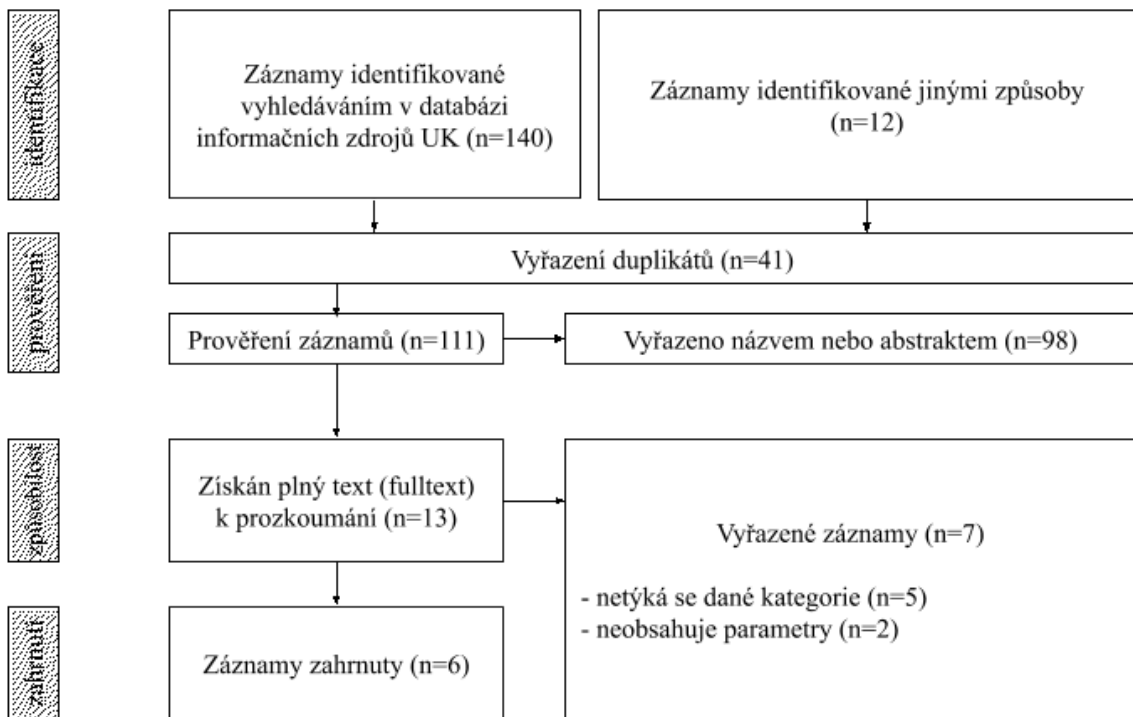 identifikace
Záznamy identifikované
vyhledáváním v databázi
informačních zdrojů UK (n=140)
Záznamy identifikované jinými způsoby
(n=12)
prověření
Vyřazení duplikátů (n=41)
Prověření záznamů (n=111)
Vyřazeno názvem nebo abstraktem (n=98)
způsobilost
Získán plný text (fulltext)
k prozkoumání (n=13)
Vyřazené záznamy (n=7)
- netýká se dané kategorie (n=5)
- neobsahuje parametry (n=2)
zahrnutí
Záznamy zahrnuty (n=6)